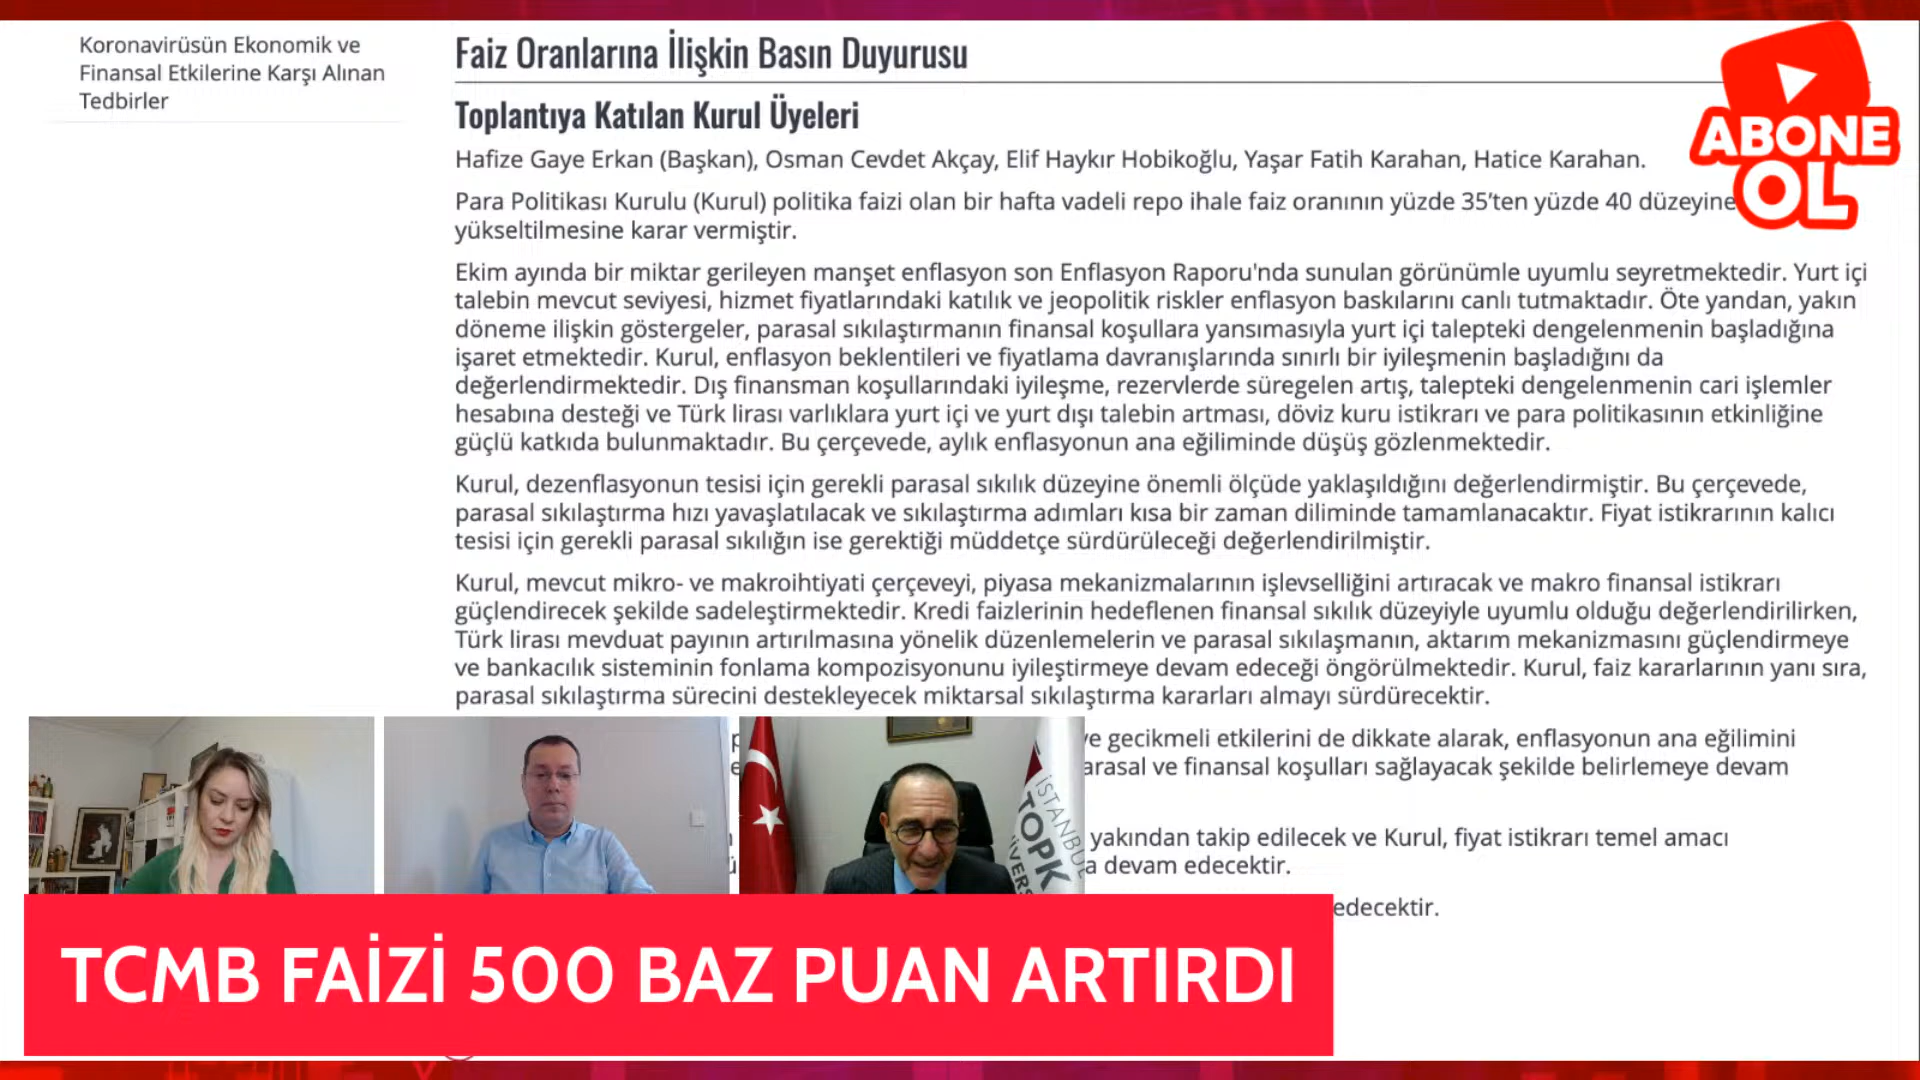 Koronavirüsün Ekonomik ve
Finansal Etkilerine Karşı Alınan
Tedbirler
Faiz Oranlarına İlişkin Basın Duyurusu
Toplantıya Katılan Kurul Üyeleri
Hafize Gaye Erkan (Başkan), Osman Cevdet Akçay, Elif Haykır Hobikoğlu, Yaşar Fatih Karahan, Hatice Karahan.
Para Politikası Kurulu (Kurul) politika faizi olan bir hafta vadeli repo ihale faiz oranının yüzde 35’ten yüzde 40 düzeyine
yükseltilmesine karar vermiştir.
Ekim ayında bir miktar gerileyen manşet enflasyon son Enflasyon Raporu'nda sunulan görünümle uyumlu seyretmektedir. Yurt içi
talebin mevcut seviyesi, hizmet fiyatlarındaki katılık ve jeopolitik riskler enflasyon baskılarını canlı tutmaktadır. Öte yandan, yakın
döneme ilişkin göstergeler, parasal sıkılaştırmanın finansal koşullara yansımasıyla yurt içi talepteki dengelenmenin başladığına
işaret etmektedir. Kurul, enflasyon beklentileri ve fiyatlama davranışlarında sınırlı bir iyileşmenin başladığını da
değerlendirmektedir. Dış finansman koşullarındaki iyileşme, rezervlerde süregelen artış, talepteki dengelenmenin cari işlemler
hesabına desteği ve Türk lirası varlıklara yurt içi ve yurt dışı talebin artması, döviz kuru istikrarı ve para politikasının etkinliğine
güçlü katkıda bulunmaktadır. Bu çerçevede, aylık enflasyonun ana eğiliminde düşüş gözlenmektedir.
Kurul, dezenflasyonun tesisi için gerekli parasal sıkılık düzeyine önemli ölçüde yaklaşıldığını değerlendirmiştir. Bu çerçevede,
parasal sıkılaştırma hızı yavaşlatılacak ve sıkılaştırma adımları kısa bir zaman diliminde tamamlanacaktır. Fiyat istikrarının kalıcı
tesisi için gerekli parasal sıkılığın ise gerektiği müddetçe sürdürüleceği değerlendirilmiştir.
Kurul, mevcut mikro- ve makroihtiyati çerçeveyi, piyasa mekanizmalarının işlevselliğini artıracak ve makro finansal istikrarı
güçlendirecek şekilde sadeleştirmektedir. Kredi faizlerinin hedeflenen finansal sıkılık düzeyiyle uyumlu olduğu değerlendirilirken,
Türk lirası mevduat payının artırılmasına yönelik düzenlemelerin ve parasal sıkılaşmanın, aktarım mekanizmasını güçlendirmeye
ve bankacılık sisteminin fonlama kompozisyonunu iyileştirmeye devam edeceği öngörülmektedir. Kurul, faiz kararlarının yanı sıra,
parasal sıkılaştırma sürecini destekleyecek miktarsal sıkılaştırma kararları almayı sürdürecektir.
ve gecikmeli etkilerini de dikkate alarak, enflasyonun ana eğilimini
arasal ve finansal koşulları sağlayacak şekilde belirlemeye devam
yakından takip edilecek ve Kurul, fiyat istikrarı temel amacı
a devam edecektir.
edecektir.
ABONE
OL
İSTANBUL
TOPK
TCMB FAİZİ 500 BAZ PUAN ARTIRDI